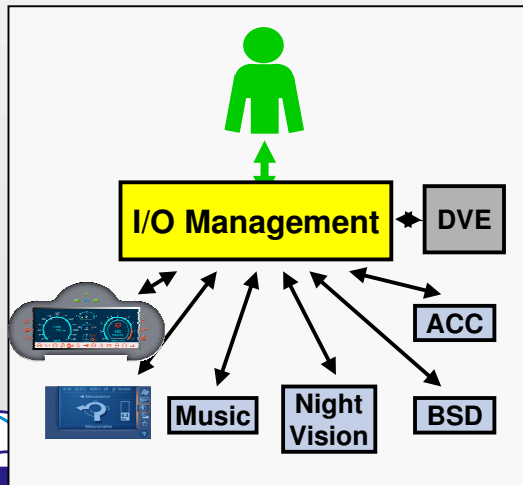 I/O Management
DVE
ACC
Music
Night
Vision
BSD